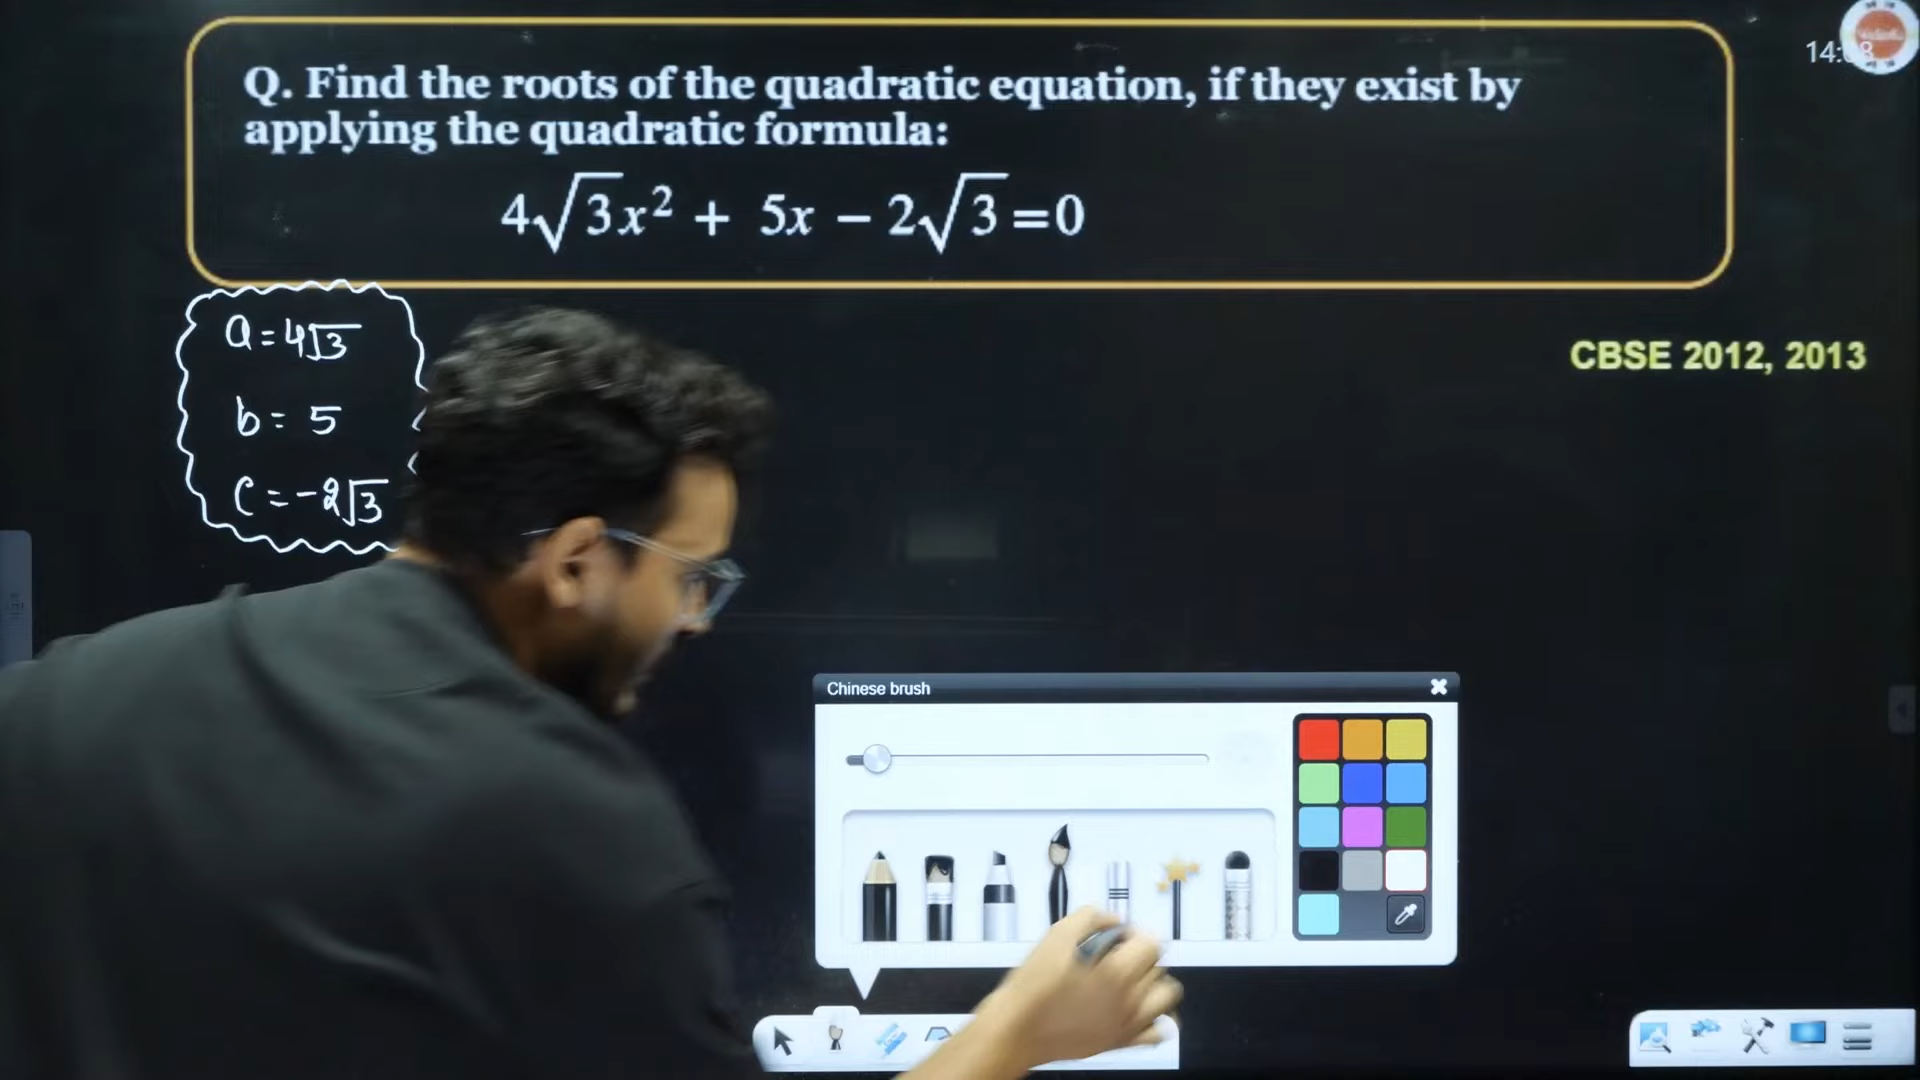 Q. Find the roots of the quadratic equation, if they exist by
applying the quadratic formula:
4√3x² + 5x − 2√3=0
a=4√3
b= 5
c=-2√3
CBSE 2012, 2013
Chinese brush